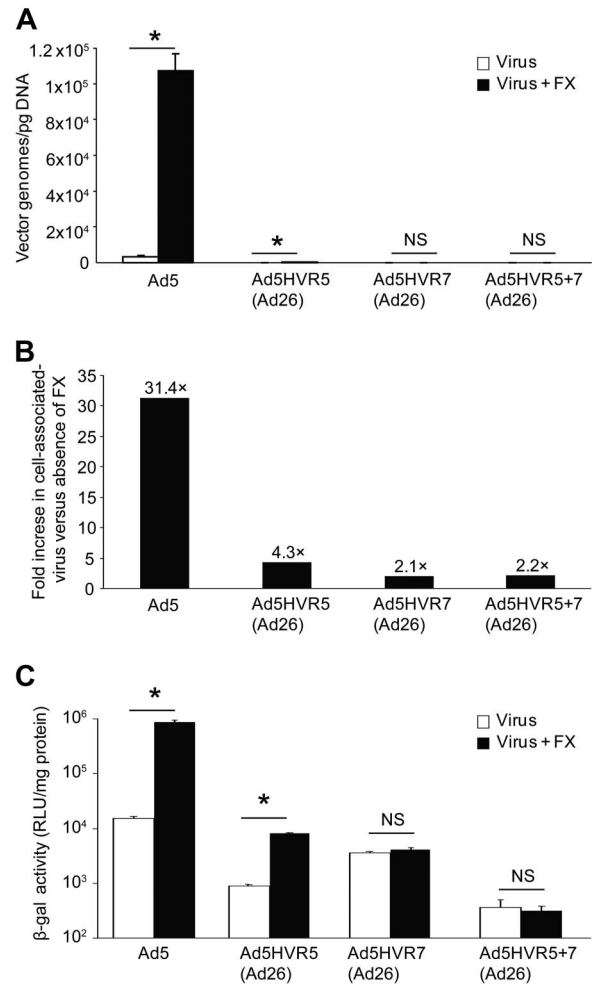 A
Vector genomes/pg DNA
1.2x10⁵
1x10⁵
8x10⁴
6x10⁴
4x10⁴
2x10⁴
0
*
*
NS
NS
Virus
Virus + FX
Ad5
Ad5HVR5 Ad5HVR7 Ad5HVR5+7
(Ad26) (Ad26) (Ad26)
B
Fold increse in cell-associated-
virus versus absence of FX
35
30
25
20
15
10
5
0
31.4×
4.3×
2.1×
2.2×
Ad5
Ad5HVR5 Ad5HVR7 Ad5HVR5+7
(Ad26) (Ad26) (Ad26)
C
β-gal activity (RLU/mg protein)
10⁶
10⁵
10⁴
10³
10²
*
*
NS
NS
Virus
Virus + FX
Ad5
Ad5HVR5 Ad5HVR7 Ad5HVR5+7
(Ad26) (Ad26) (Ad26)